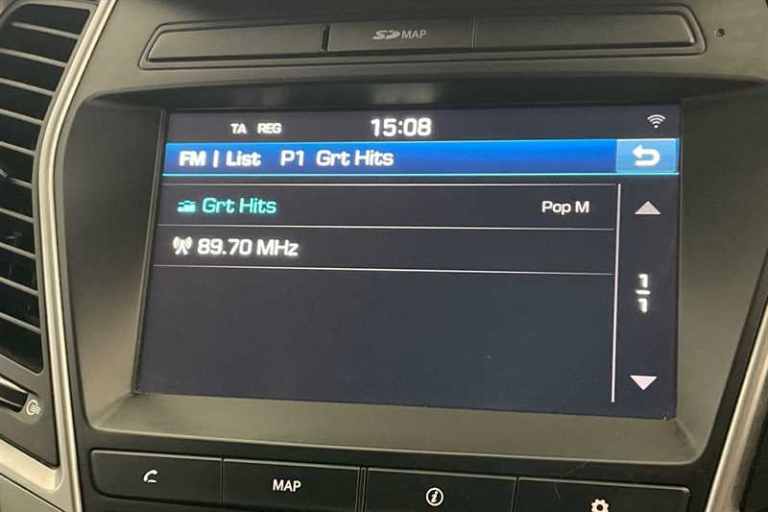 SD MAP
TA REG 15:08
FM | List P1 Grt Hits
Grt Hits Pop M
89.70 MHz
1
1
MAP